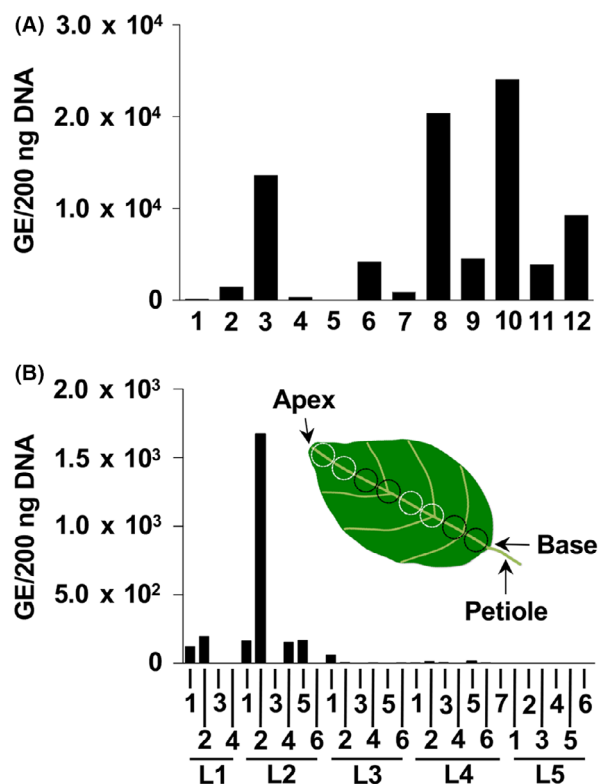 (A)
GE/200 ng DNA
3.0 x 10⁴
2.0 x 10⁴
1.0 x 10⁴
0
1 2 3 4 5 6 7 8 9 10 11 12
(B)
GE/200 ng DNA
2.0 x 10³
1.5 x 10³
1.0 x 10³
5.0 x 10²
0
Apex
Base
Petiole
1 3 1 3 5 1 3 5 1 3 5 7 2 4 6
2 4 2 4 6 2 4 6 2 4 6 1 3 5
L1 L2 L3 L4 L5